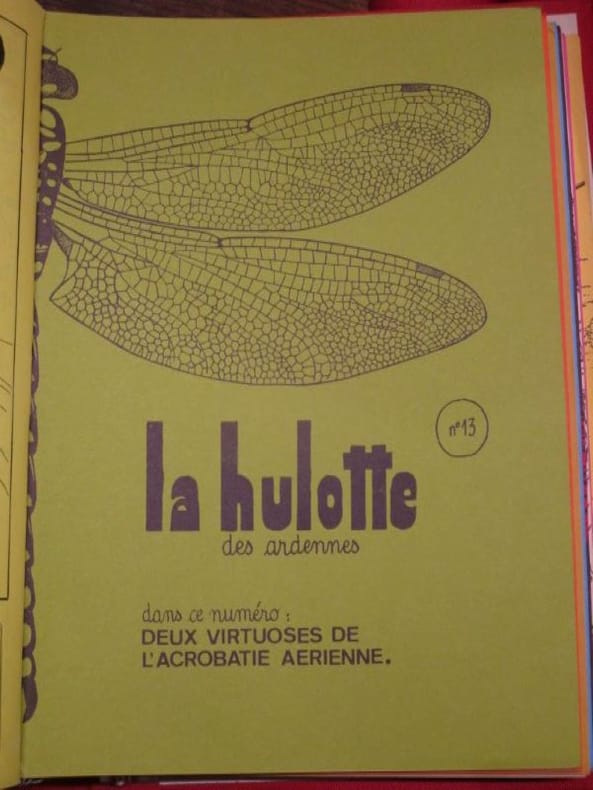 n°13
la hulotte
des ardennes
dans ce numéro :
DEUX VIRTUOSES DE
L'ACROBATIE AERIENNE.